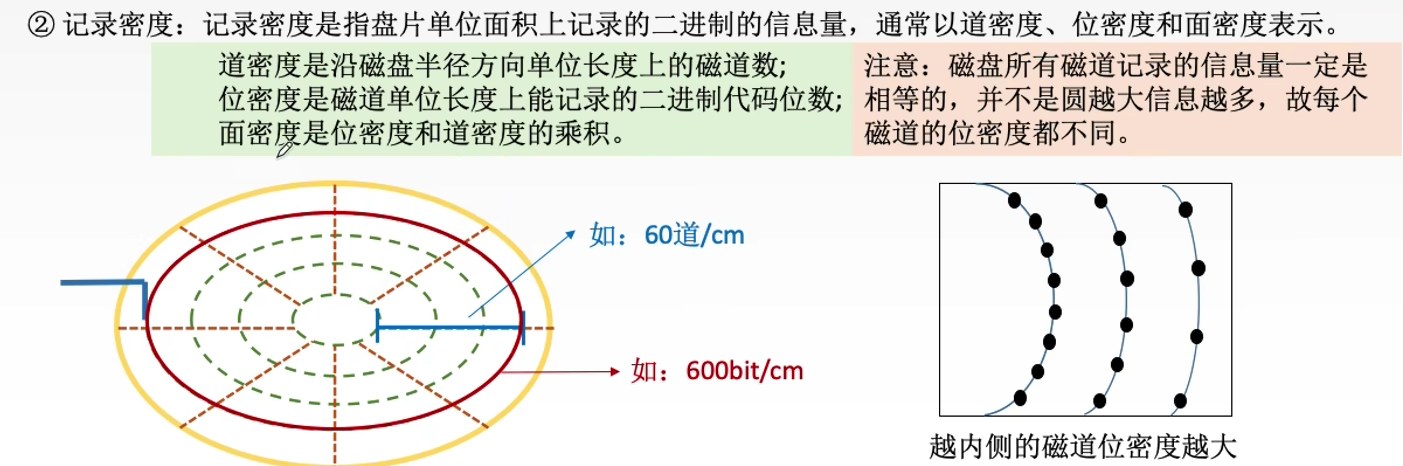 ② 记录密度：记录密度是指盘片单位面积上记录的二进制的信息量，通常以道密度、位密度和面密度表示。
道密度是沿磁盘半径方向单位长度上的磁道数;
位密度是磁道单位长度上能记录的二进制代码位数;
面密度是位密度和道密度的乘积。
注意：磁盘所有磁道记录的信息量一定是
相等的，并不是圆越大信息越多，故每个
磁道的位密度都不同。
如：60道/cm
如：600bit/cm
越内侧的磁道位密度越大